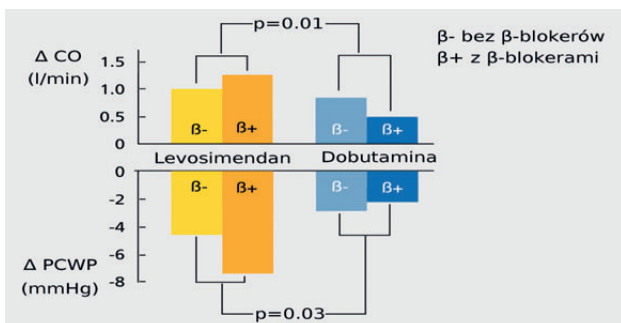 p=0.01
β- bez β-blokerów
β+ z β-blokerami
Δ CO
(l/min)
1.5
1.0
0.5
0
β- β+ β- β+
Levosimendan Dobutamina
0 0
-2
-4
-6
-8
β- β+ β- β+
Δ PCWP
(mmHg)
p=0.03